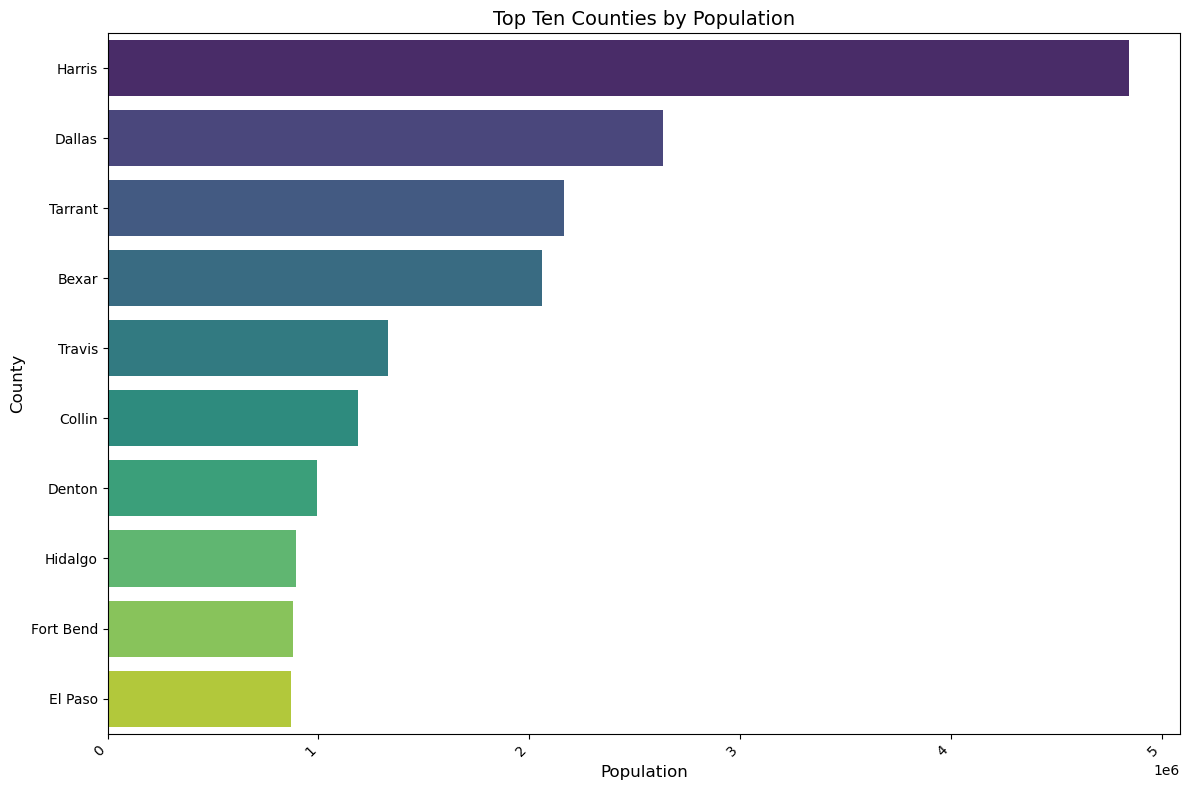 Top Ten Counties by Population
County
Harris
Dallas
Tarrant
Bexar
Travis
Collin
Denton
Hidalgo
Fort Bend
El Paso
0
1
2
3
4
5
1e6
Population